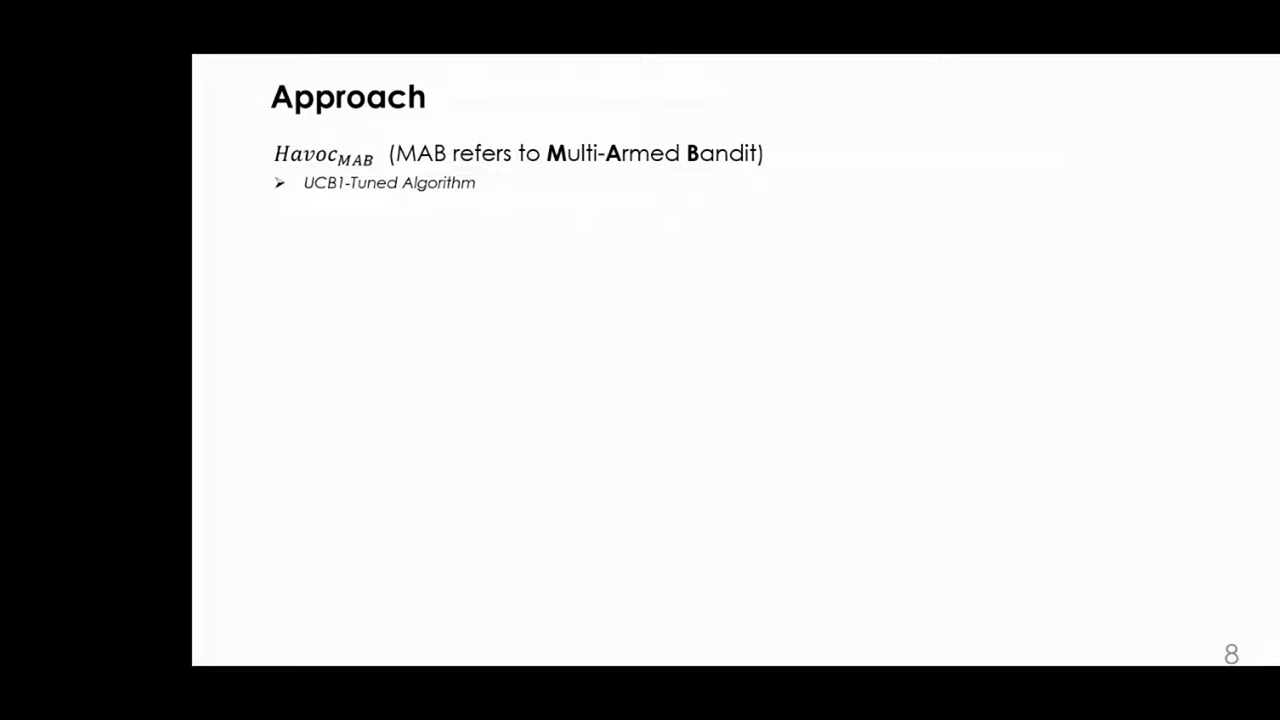 Approach
Havoc_MAB (MAB refers to Multi-Armed Bandit)
➢ UCB1-Tuned Algorithm
8